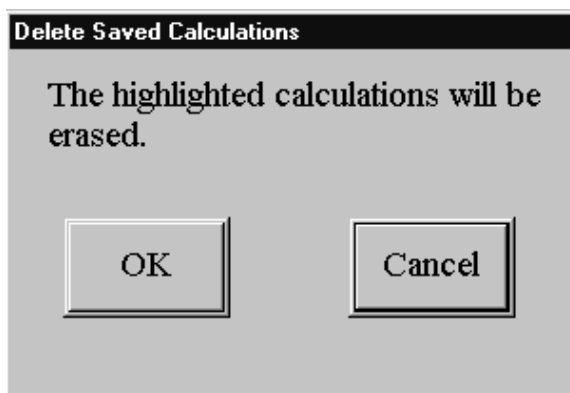 Delete Saved Calculations
The highlighted calculations will be
erased.
OK
Cancel